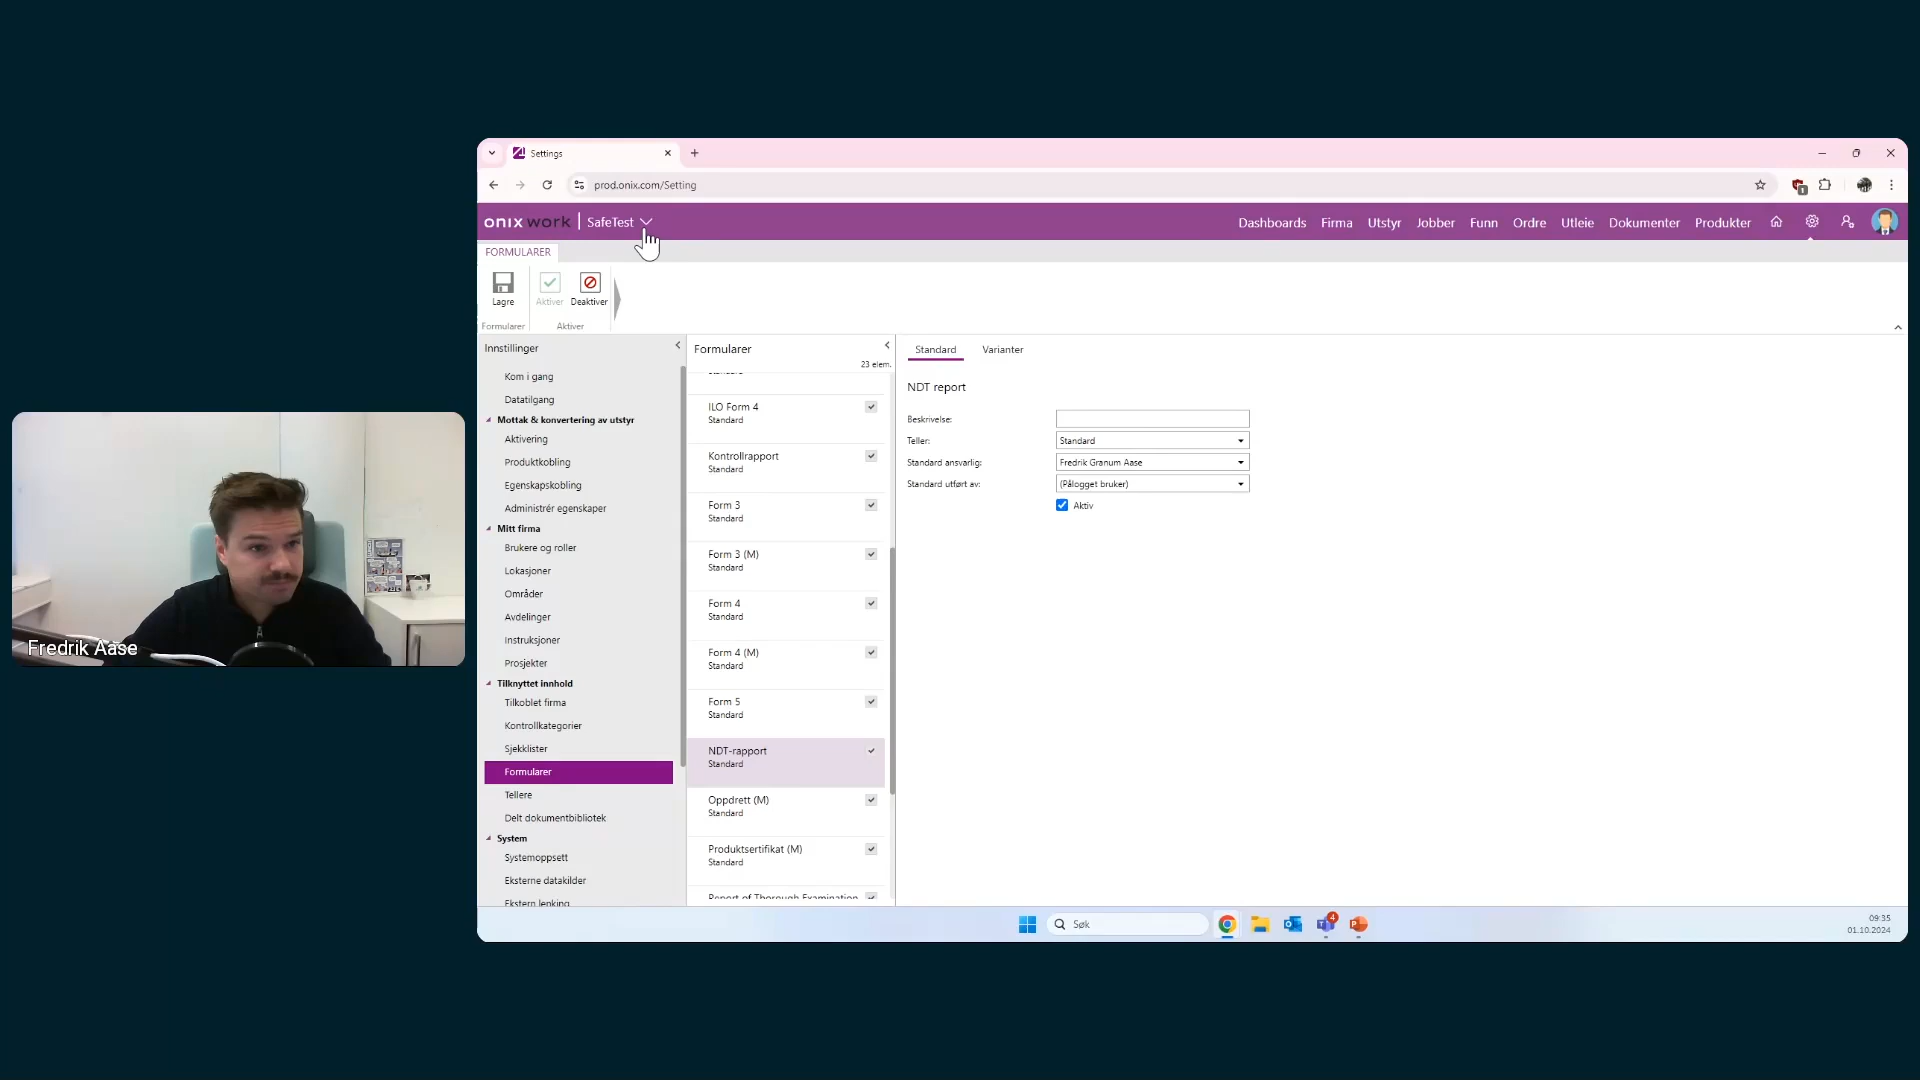 Settings
prod.onix.com/Setting
onix work | SafeTest
Dashboards Firma Utstyr Jobber Funn Ordre Utleie Dokumenter Produkter
FORMULARER
Lagre Aktiver Deaktiver
Formularer Aktiver
Innstillinger
Kom i gang
Datatilgang
Mottak & konvertering av utstyr
Aktivering
Produktkobling
Egenskapskobling
Administrér egenskaper
Mitt firma
Brukere og roller
Lokasjoner
Områder
Avdelinger
Instruksjoner
Prosjekter
Tilknyttet innhold
Tilkoblet firma
Kontrollkategorier
Sjekklister
Formularer
Tellere
Delt dokumentbibliotek
System
Systemoppsett
Eksterne datakilder
Ekstern lenking
Formularer
23 elem.
Standard
ILO Form 4
Standard
Kontrollrapport
Standard
Form 3
Standard
Form 3 (M)
Standard
Form 4
Standard
Form 4 (M)
Standard
Form 5
Standard
NDT-rapport
Standard
Oppdrett (M)
Standard
Produktsertifikat (M)
Standard
Report of Thorough Examination
Standard Varianter
NDT report
Beskrivelse:
Teller: Standard
Standard ansvarlig: Fredrik Granum Aase
Standard utført av: (Pålogget bruker)
Aktiv
Fredrik Aase
Søk
4
09:35
01.10.2024